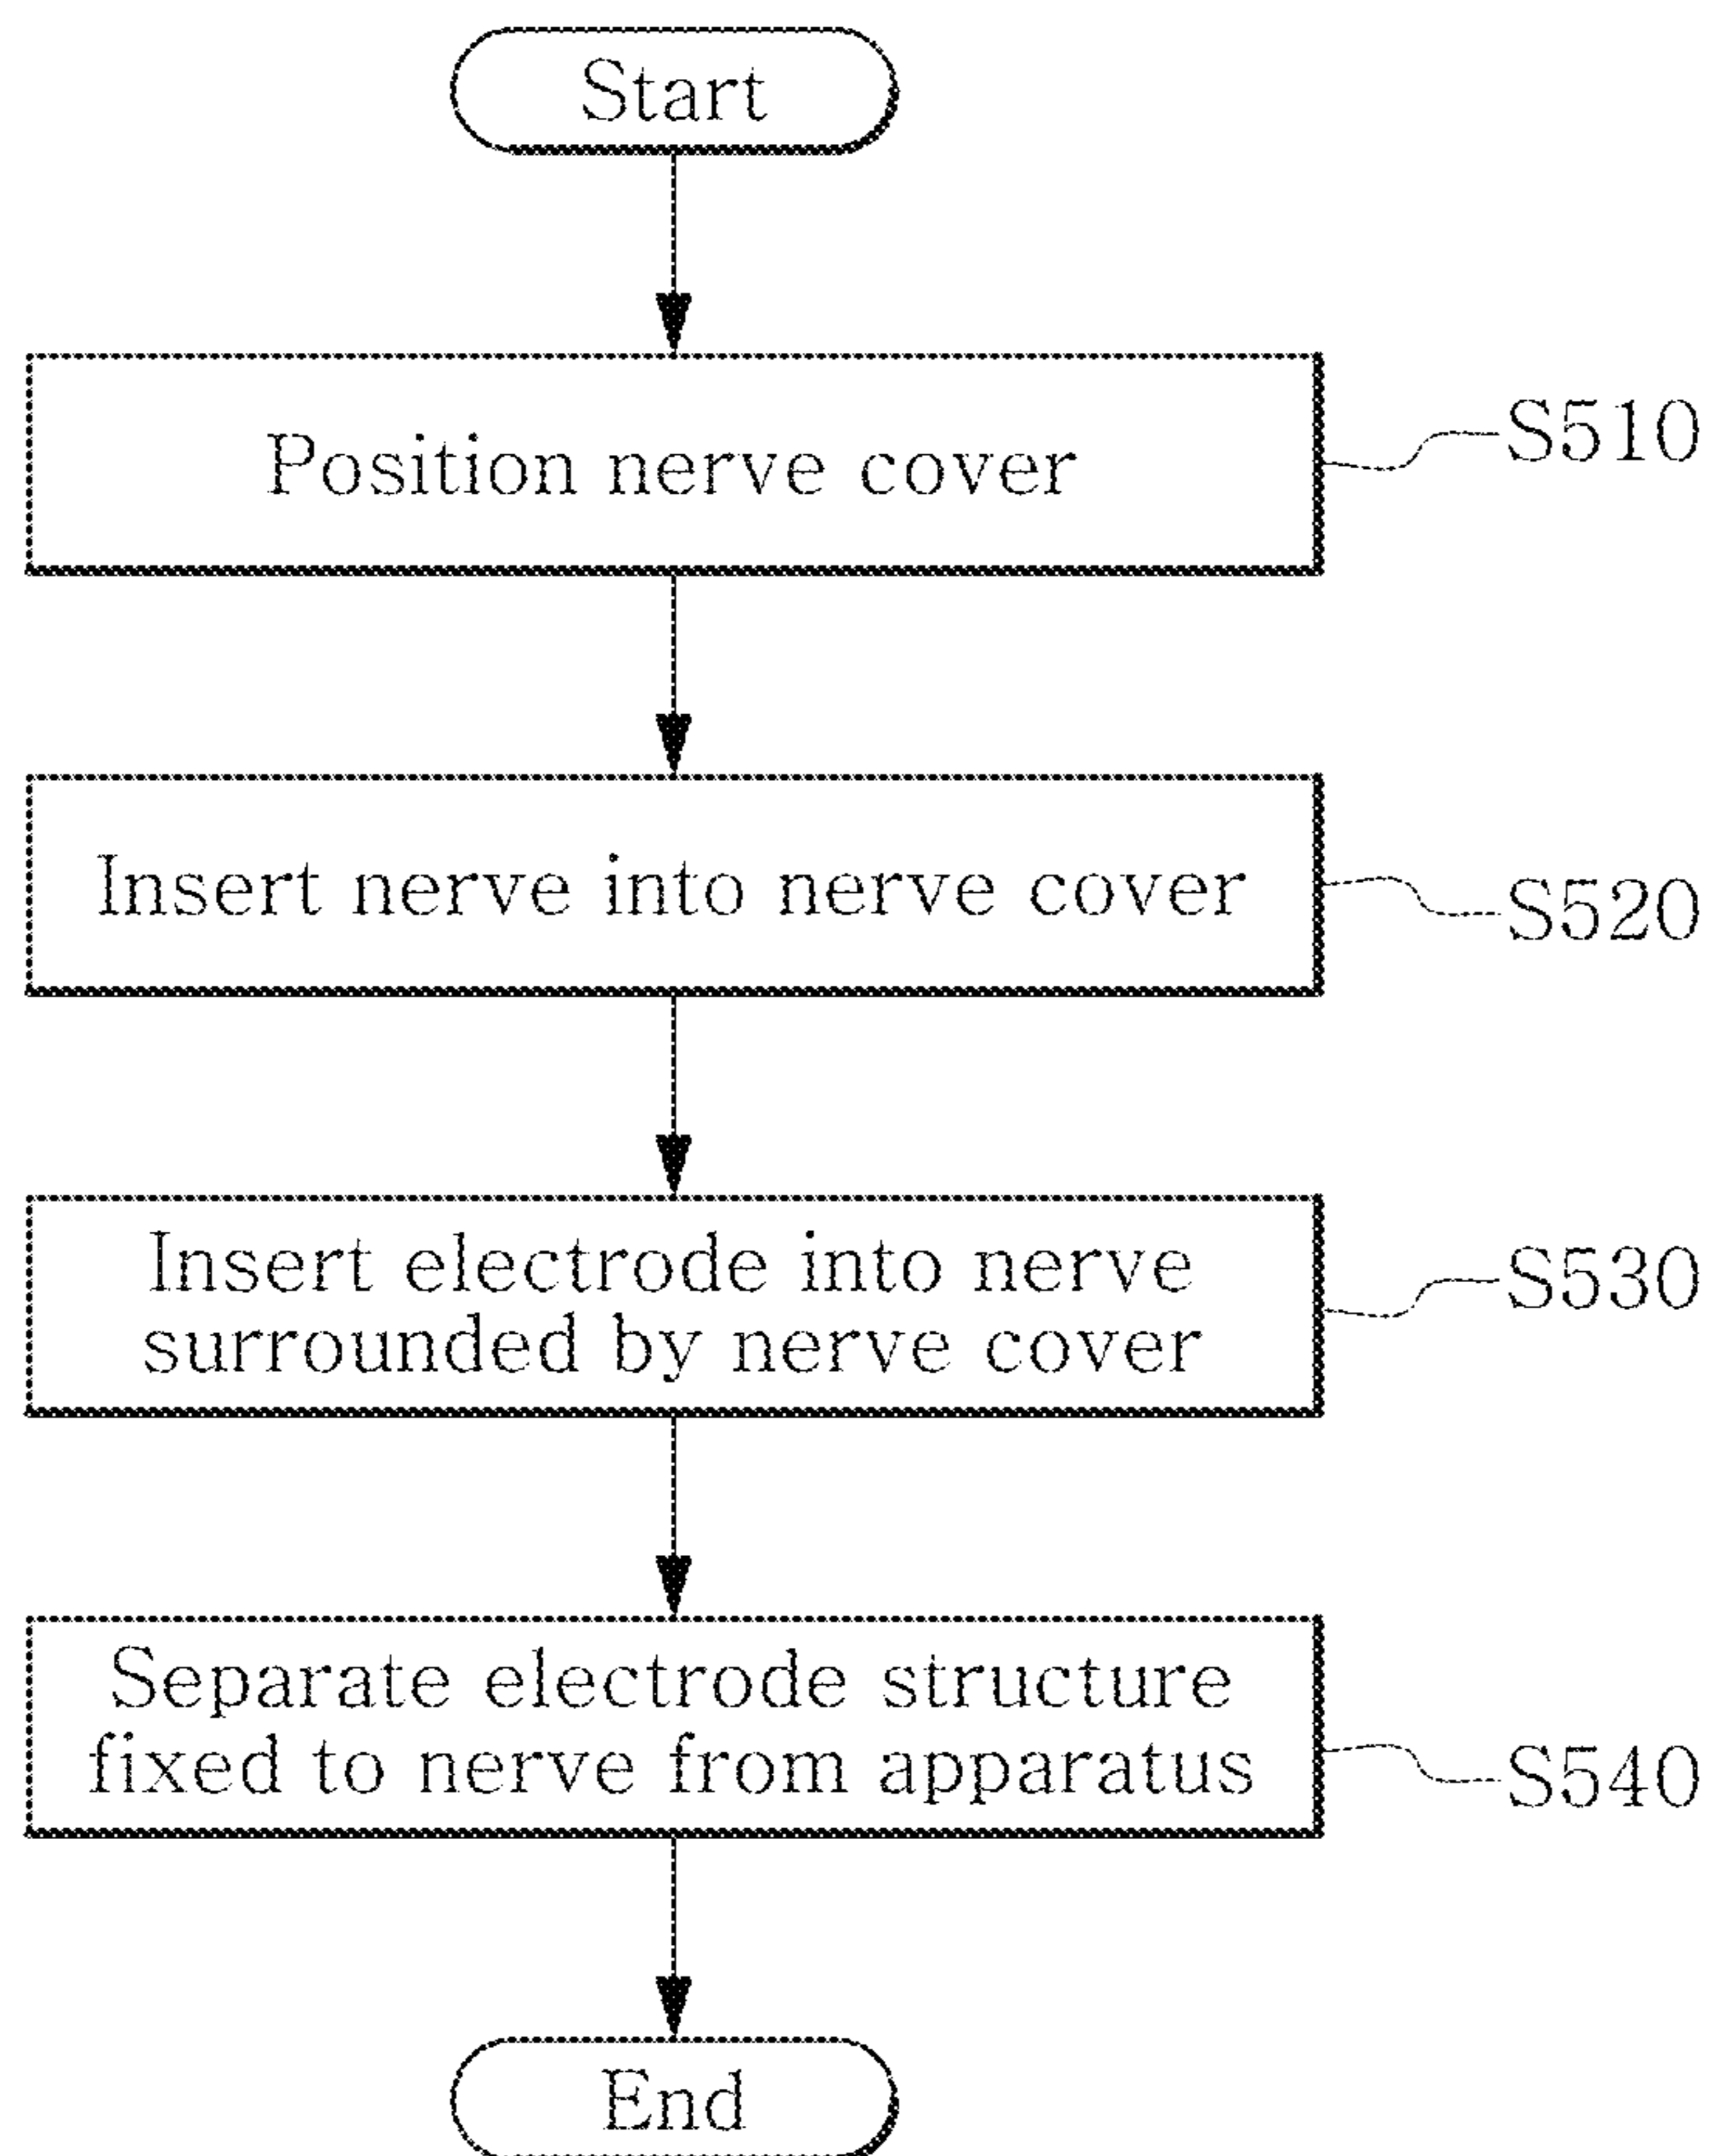 Start
Position nerve cover
S510
Insert nerve into nerve cover
S520
Insert electrode into nerve
surrounded by nerve cover
S530
Separate electrode structure
fixed to nerve from apparatus
S540
End